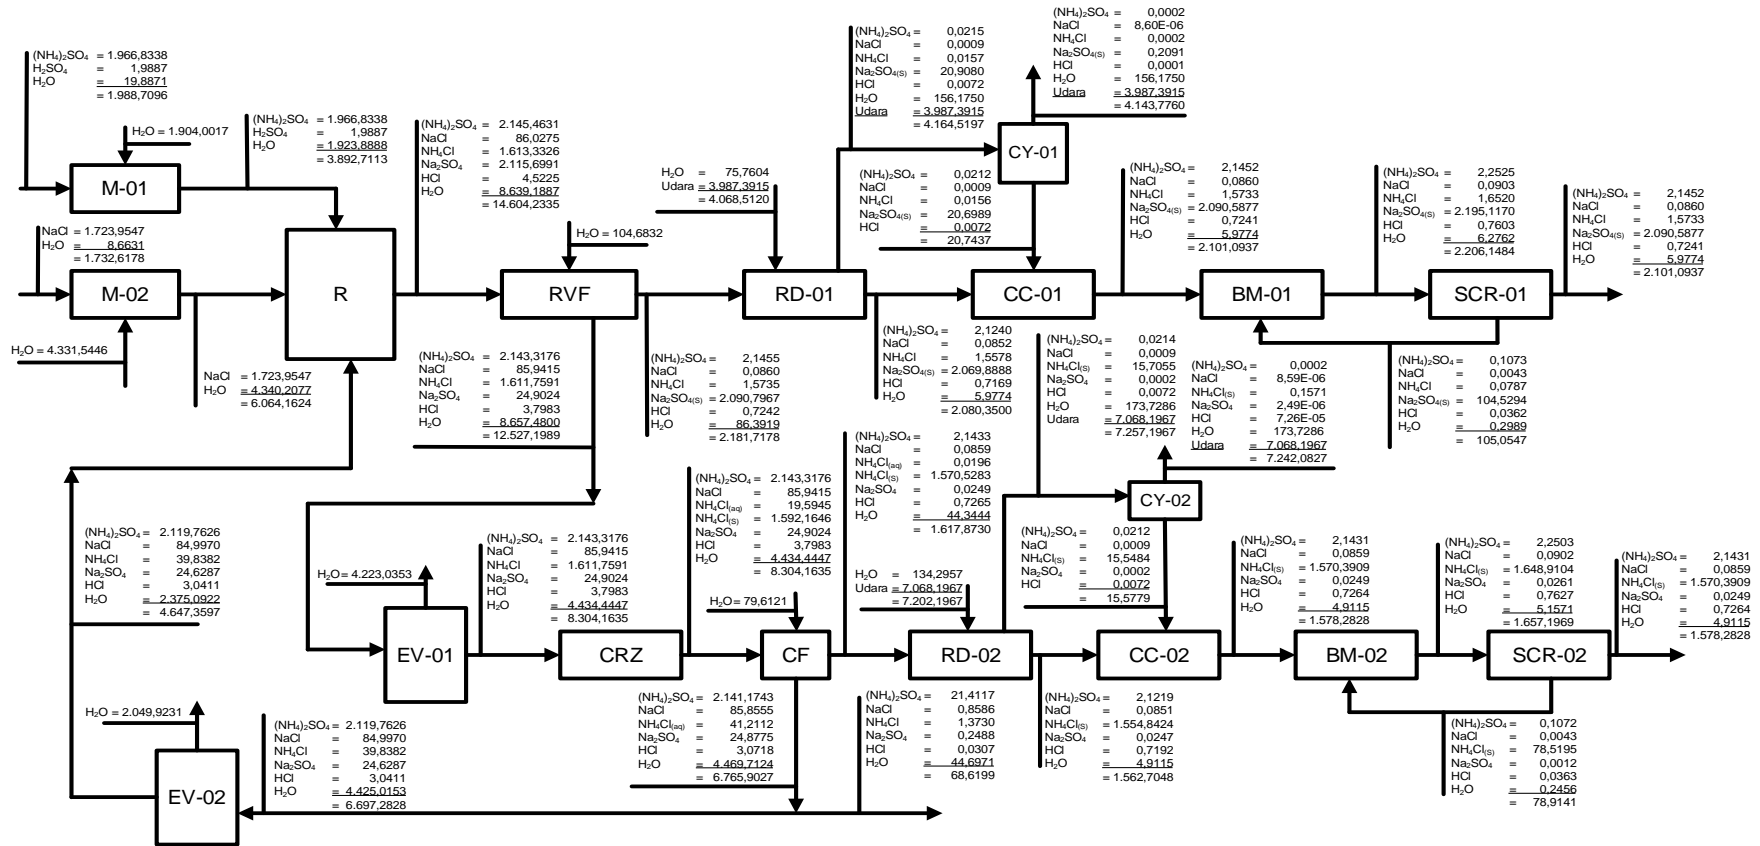 (NH₄)₂SO₄ = 1.966,8338
H₂SO₄ = 1,9887
H₂O = 19,8871
= 1.988,7096
H₂O = 1.904,0017
M-01
(NH₄)₂SO₄ = 1.966,8338
H₂SO₄ = 1,9887
H₂O = 1.923,8888
= 3.892,7113
NaCl = 1.723,9547
H₂O = 8,6631
= 1.732,6178
M-02
H₂O = 4.331,5446
NaCl = 1.723,9547
H₂O = 4.340,2077
= 6.064,1624
R
(NH₄)₂SO₄ = 2.145,4631
NaCl = 86,0275
NH₄Cl = 1.613,3326
Na₂SO₄ = 2.115,6991
HCl = 4,5225
H₂O = 8.639,1887
= 14.604,2335
H₂O = 104,6832
RVF
(NH₄)₂SO₄ = 2.143,3176
NaCl = 85,9415
NH₄Cl = 1.611,7591
Na₂SO₄ = 24,9024
HCl = 3,7983
H₂O = 8.657,4800
= 12.527,1989
(NH₄)₂SO₄ = 2,1455
NaCl = 0,0860
NH₄Cl = 1,5735
Na₂SO₄₍S₎ = 2.090,7967
HCl = 0,7242
H₂O = 86,3919
= 2.181,7178
H₂O = 75,7604
Udara = 3.987,3915
= 4.068,5120
RD-01
(NH₄)₂SO₄ = 0,0215
NaCl = 0,0009
NH₄Cl = 0,0157
Na₂SO₄₍S₎ = 20,9080
HCl = 0,0072
H₂O = 156,1750
Udara = 3.987,3915
= 4.164,5197
(NH₄)₂SO₄ = 0,0002
NaCl = 8,60E-06
NH₄Cl = 0,0002
Na₂SO₄₍S₎ = 0,2091
HCl = 0,0001
H₂O = 156,1750
Udara = 3.987,3915
= 4.143,7760
CY-01
(NH₄)₂SO₄ = 0,0212
NaCl = 0,0009
NH₄Cl = 0,0156
Na₂SO₄₍S₎ = 20,6989
HCl = 0,0072
= 20,7437
(NH₄)₂SO₄ = 2,1240
NaCl = 0,0852
NH₄Cl = 1,5578
Na₂SO₄₍S₎ = 2.069,8888
HCl = 0,7169
H₂O = 5,9774
= 2.080,3500
CC-01
(NH₄)₂SO₄ = 2,1452
NaCl = 0,0860
NH₄Cl = 1,5733
Na₂SO₄₍S₎ = 2.090,5877
HCl = 0,7241
H₂O = 5,9774
= 2.101,0937
BM-01
(NH₄)₂SO₄ = 2,2525
NaCl = 0,0903
NH₄Cl = 1,6520
Na₂SO₄₍S₎ = 2.195,1170
HCl = 0,7603
H₂O = 6,2762
= 2.206,1484
SCR-01
(NH₄)₂SO₄ = 2,1452
NaCl = 0,0860
NH₄Cl = 1,5733
Na₂SO₄₍S₎ = 2.090,5877
HCl = 0,7241
H₂O = 5,9774
= 2.101,0937
(NH₄)₂SO₄ = 0,1073
NaCl = 0,0043
NH₄Cl = 0,0787
Na₂SO₄₍S₎ = 104,5294
HCl = 0,0362
H₂O = 0,2989
= 105,0547
(NH₄)₂SO₄ = 2.119,7626
NaCl = 84,9970
NH₄Cl = 39,8382
Na₂SO₄ = 24,6287
HCl = 3,0411
H₂O = 2.375,0922
= 4.647,3597
H₂O = 4.223,0353
EV-01
(NH₄)₂SO₄ = 2.143,3176
NaCl = 85,9415
NH₄Cl = 1.611,7591
Na₂SO₄ = 24,9024
HCl = 3,7983
H₂O = 4.434,4447
= 8.304,1635
CRZ
(NH₄)₂SO₄ = 2.143,3176
NaCl = 85,9415
NH₄Cl₍aq₎ = 19,5945
NH₄Cl₍S₎ = 1.592,1646
Na₂SO₄ = 24,9024
HCl = 3,7983
H₂O = 4.434,4447
= 8.304,1635
H₂O = 79,6121
CF
(NH₄)₂SO₄ = 2,1433
NaCl = 0,0859
NH₄Cl₍aq₎ = 0,0196
NH₄Cl₍S₎ = 1.570,5283
Na₂SO₄ = 0,0249
HCl = 0,7265
H₂O = 44,3444
= 1.617,8730
H₂O = 134,2957
Udara = 7.068,1967
= 7.202,1967
RD-02
(NH₄)₂SO₄ = 0,0214
NaCl = 0,0009
NH₄Cl₍S₎ = 15,7055
Na₂SO₄ = 0,0002
HCl = 0,0072
H₂O = 173,7286
Udara = 7.068,1967
= 7.257,1967
(NH₄)₂SO₄ = 0,0002
NaCl = 8,59E-06
NH₄Cl₍S₎ = 0,1571
Na₂SO₄ = 2,49E-06
HCl = 7,26E-05
H₂O = 173,7286
Udara = 7.068,1967
= 7.242,0827
CY-02
(NH₄)₂SO₄ = 0,0212
NaCl = 0,0009
NH₄Cl₍S₎ = 15,5484
Na₂SO₄ = 0,0002
HCl = 0,0072
= 15,5779
CC-02
(NH₄)₂SO₄ = 2,1431
NaCl = 0,0859
NH₄Cl₍S₎ = 1.570,3909
Na₂SO₄ = 0,0249
HCl = 0,7264
H₂O = 4,9115
= 1.578,2828
BM-02
(NH₄)₂SO₄ = 2,2503
NaCl = 0,0902
NH₄Cl₍S₎ = 1.648,9104
Na₂SO₄ = 0,0261
HCl = 0,7627
H₂O = 5,1571
= 1.657,1969
SCR-02
(NH₄)₂SO₄ = 2,1431
NaCl = 0,0859
NH₄Cl₍S₎ = 1.570,3909
Na₂SO₄ = 0,0249
HCl = 0,7264
H₂O = 4,9115
= 1.578,2828
H₂O = 2.049,9231
EV-02
(NH₄)₂SO₄ = 2.119,7626
NaCl = 84,9970
NH₄Cl = 39,8382
Na₂SO₄ = 24,6287
HCl = 3,0411
H₂O = 4.425,0153
= 6.697,2828
(NH₄)₂SO₄ = 2.141,1743
NaCl = 85,8555
NH₄Cl₍aq₎ = 41,2112
Na₂SO₄ = 24,8775
HCl = 3,0718
H₂O = 4.469,7124
= 6.765,9027
(NH₄)₂SO₄ = 21,4117
NaCl = 0,8586
NH₄Cl = 1,3730
Na₂SO₄ = 0,2488
HCl = 0,0307
H₂O = 44,6971
= 68,6199
(NH₄)₂SO₄ = 2,1219
NaCl = 0,0851
NH₄Cl₍S₎ = 1.554,8424
Na₂SO₄ = 0,0247
HCl = 0,7192
H₂O = 4,9115
= 1.562,7048
(NH₄)₂SO₄ = 0,1072
NaCl = 0,0043
NH₄Cl₍S₎ = 78,5195
Na₂SO₄ = 0,0012
HCl = 0,0363
H₂O = 0,2456
= 78,9141